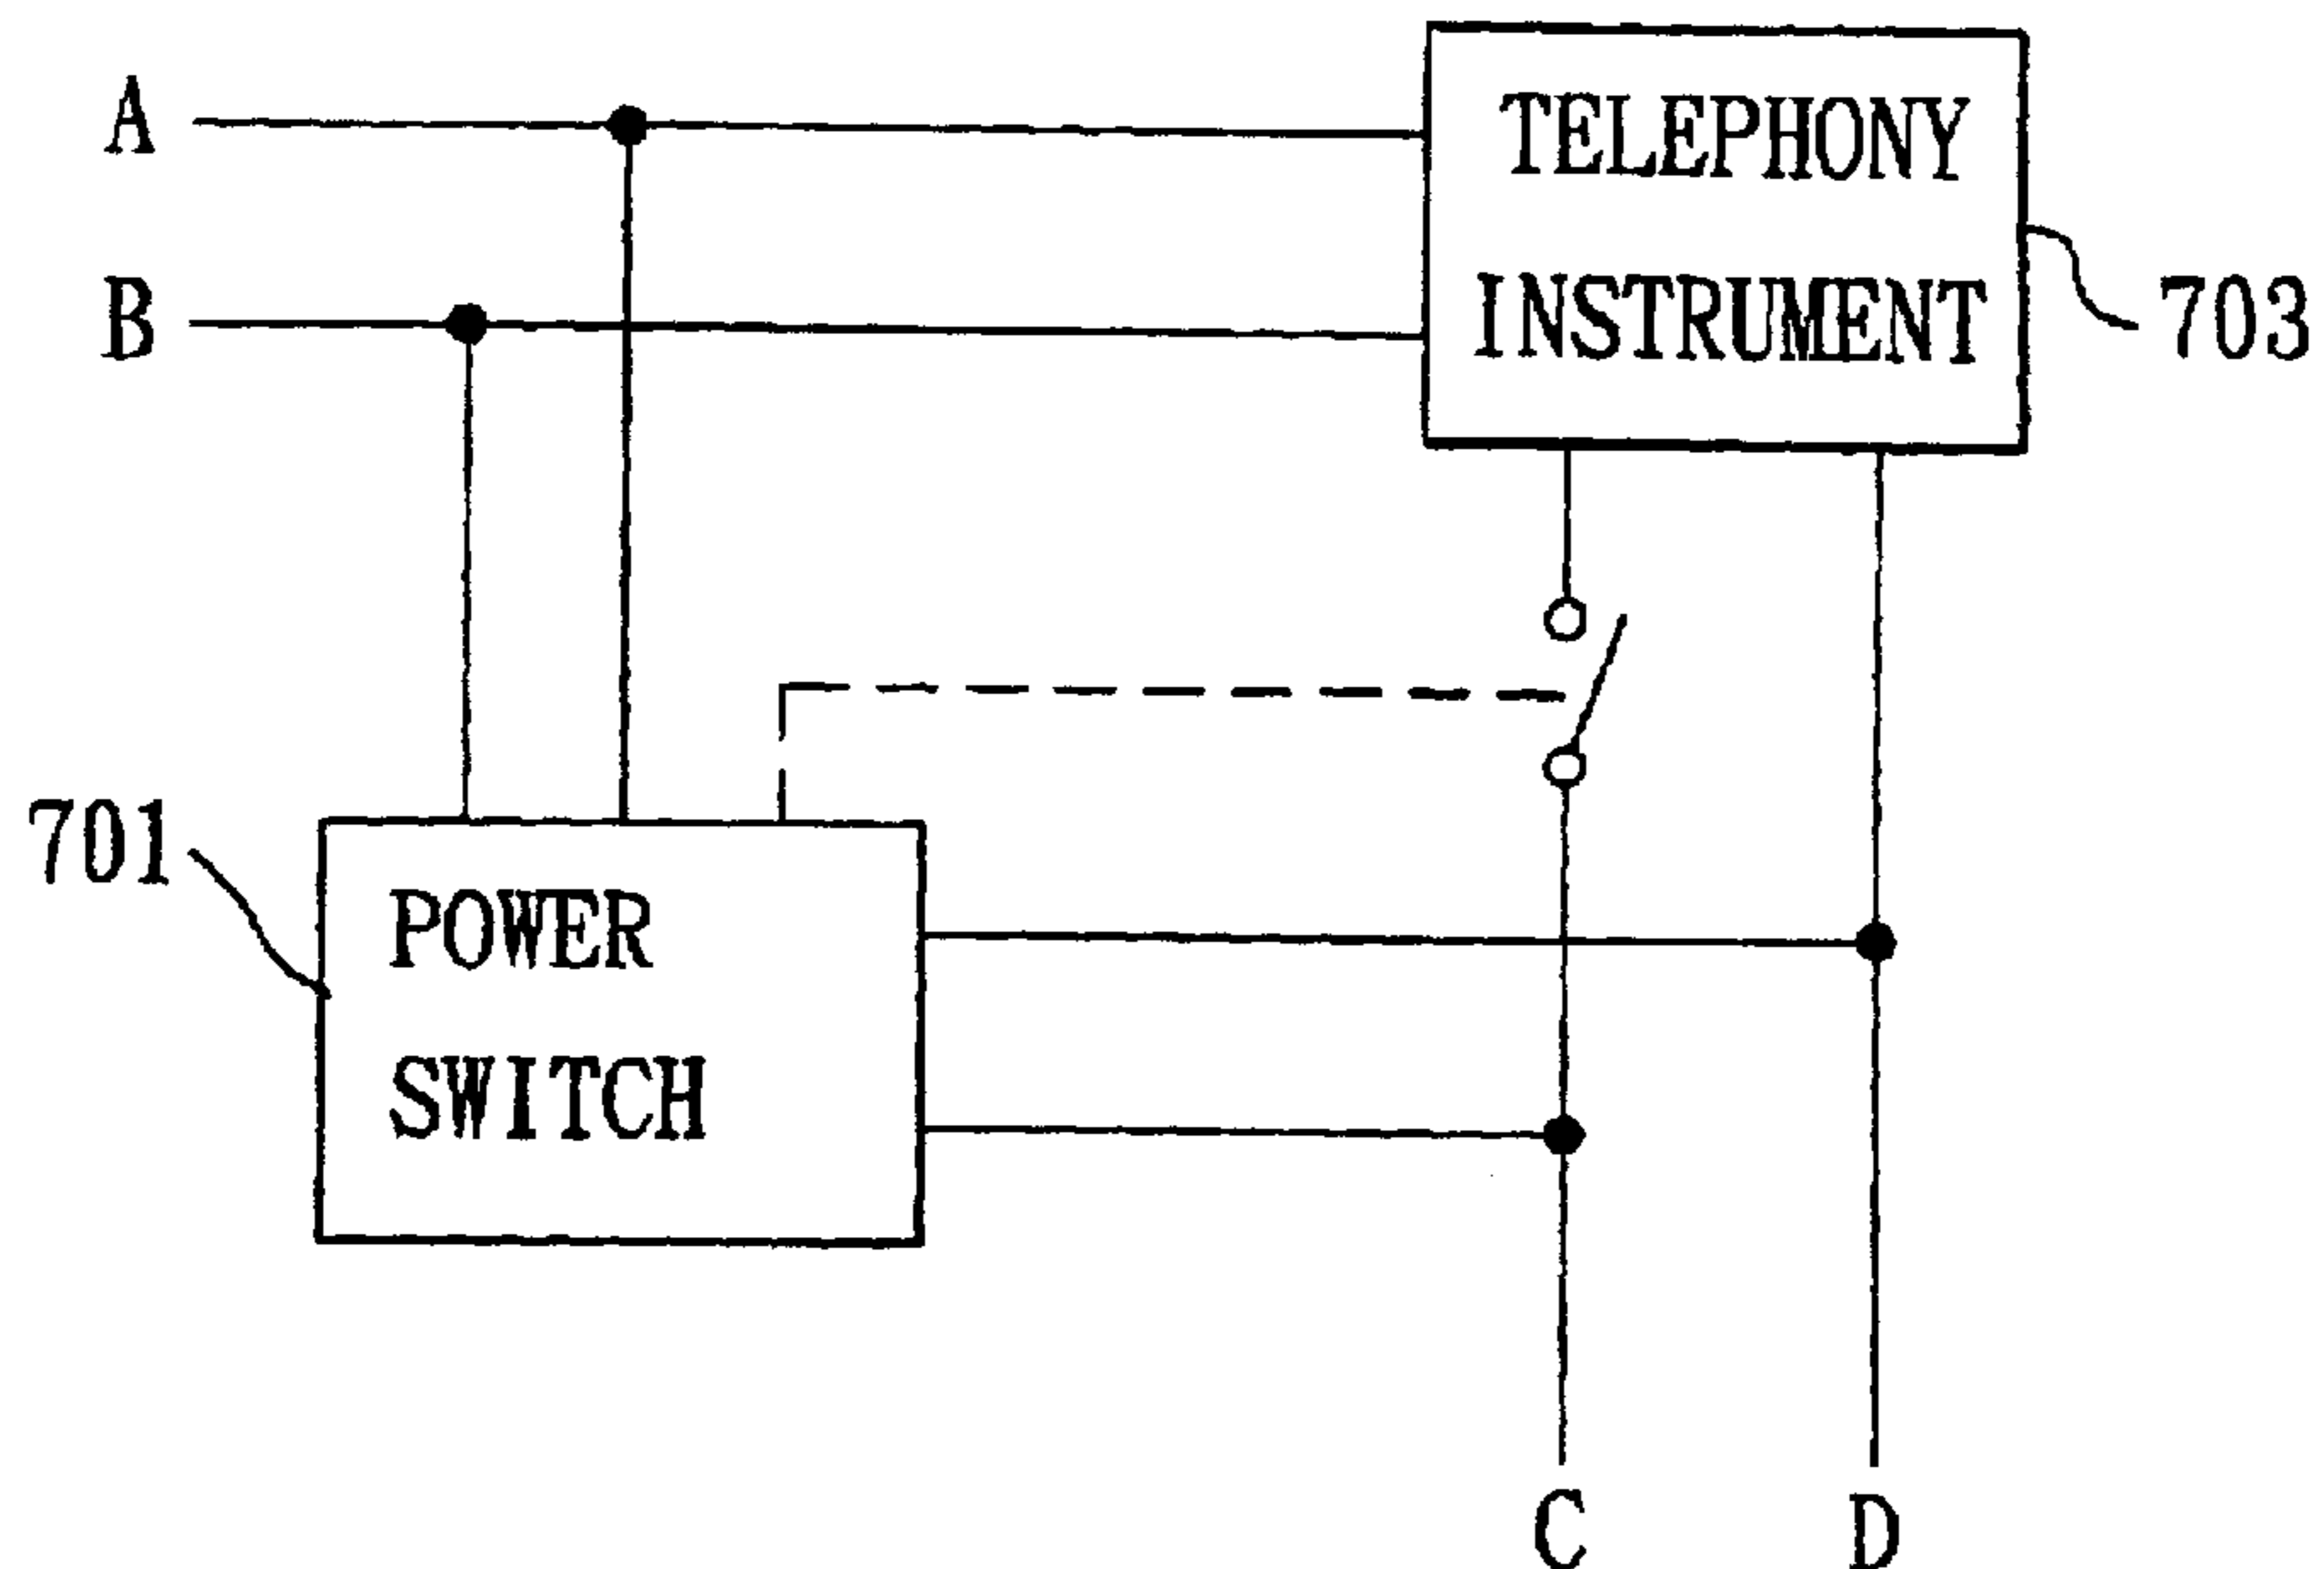 A
TELEPHONY
B
INSTRUMENT
703
701
POWER
SWITCH
C
D